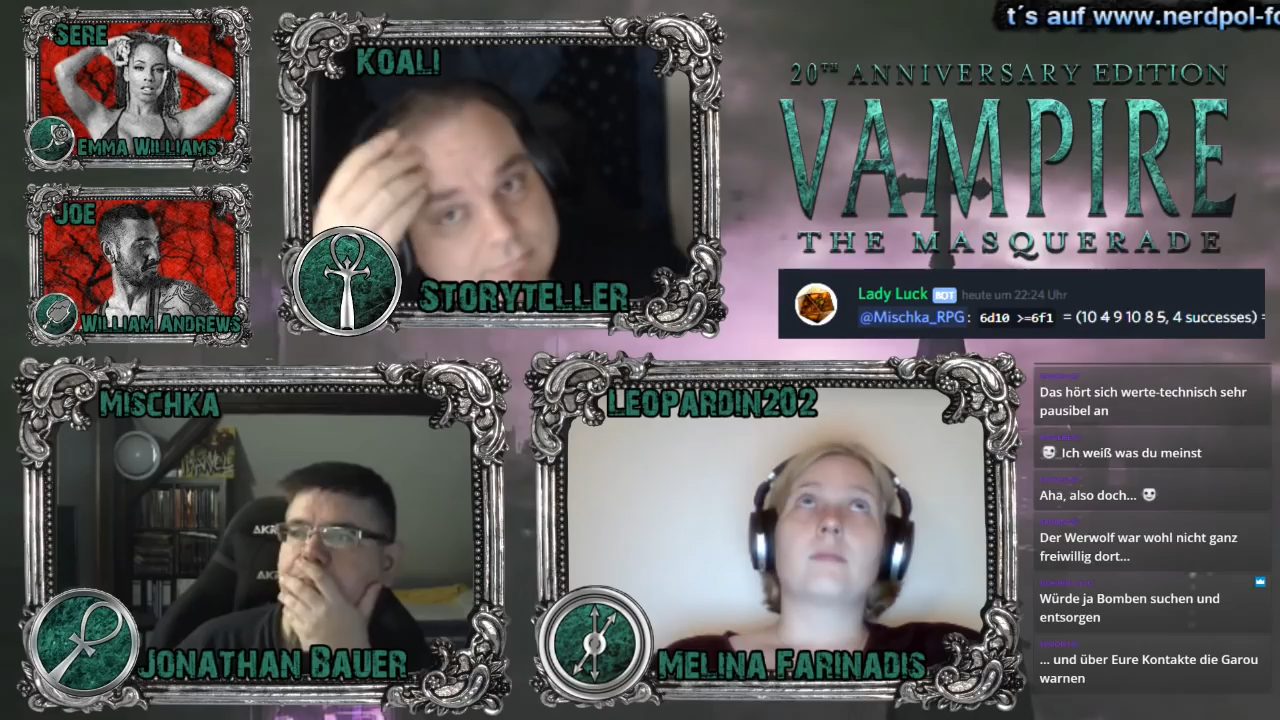 t´s auf www.nerdpol-fo
SERE
EMMA WILLIAMS
JOE
WILLIAM ANDREWS
KOALI
STORYTELLER
20TH ANNIVERSARY EDITION
VAMPIRE
THE MASQUERADE
Lady Luck BOT heute um 22:24 Uhr
@Mischka_RPG: 6d10 >=6f1 = (10 4 9 10 8 5, 4 successes) =
MISCHKA
JONATHAN BAUER
LEOPARDIN202
MELINA FARINADIS
Das hört sich werte-technisch sehr
pausibel an
Ich weiß was du meinst
Aha, also doch...
Der Werwolf war wohl nicht ganz
freiwillig dort...
Würde ja Bomben suchen und
entsorgen
... und über Eure Kontakte die Garou
warnen